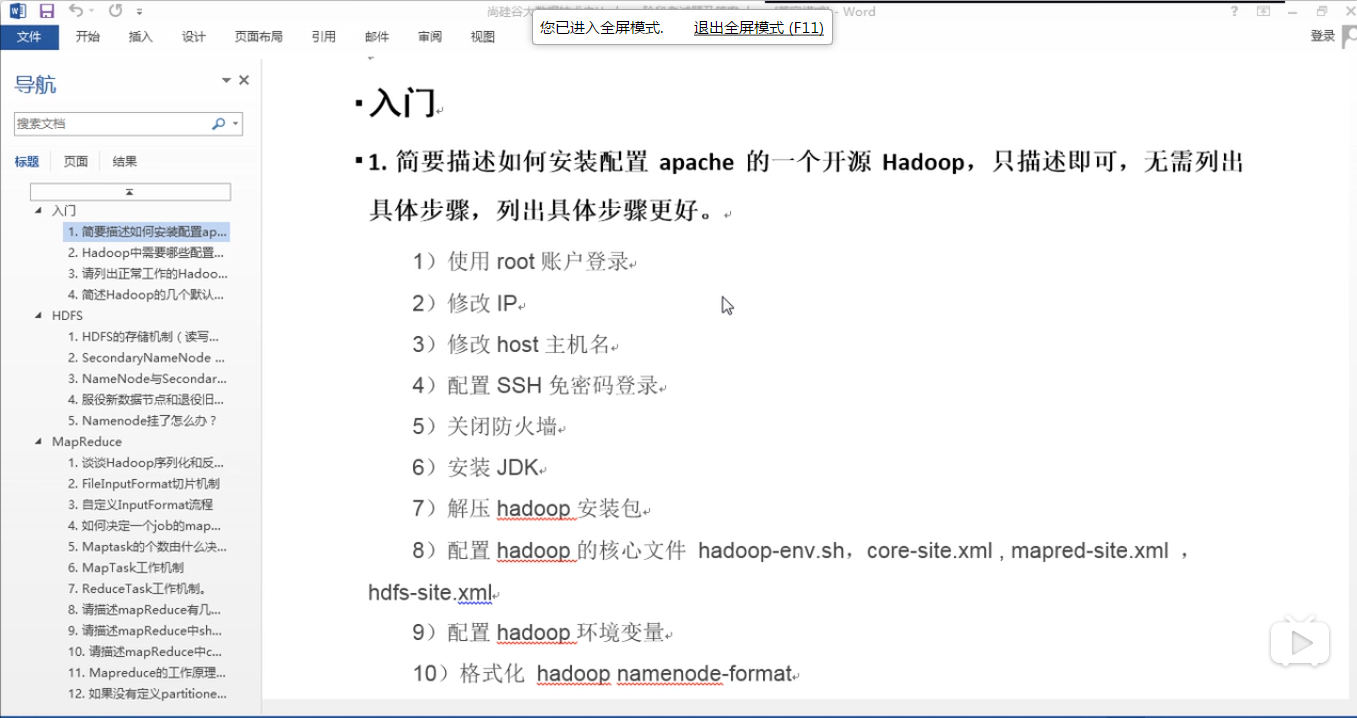 - Word
您已进入全屏模式. 退出全屏模式 (F11)
文件 开始 插入 设计 页面布局 引用 邮件 审阅 视图 登录
导航
搜索文档
标题 页面 结果
入门
1. 简要描述如何安装配置ap...
2. Hadoop中需要哪些配置...
3. 请列出正常工作的Hadoo...
4. 简述Hadoop的几个默认...
HDFS
1. HDFS的存储机制（读写...
2. SecondaryNameNode ...
3. NameNode与Secondar...
4. 服役新数据节点和退役旧...
5. Namenode挂了怎么办？
MapReduce
1. 谈谈Hadoop序列化和反...
2. FileInputFormat切片机制
3. 自定义InputFormat流程
4. 如何决定一个job的map...
5. Maptask的个数由什么决...
6. MapTask工作机制
7. ReduceTask工作机制。
8. 请描述mapReduce有几...
9. 请描述mapReduce中sh...
10. 请描述mapReduce中c...
11. Mapreduce的工作原理...
12. 如果没有定义partitione...
入门
1. 简要描述如何安装配置 apache 的一个开源 Hadoop，只描述即可，无需列出
具体步骤，列出具体步骤更好。
1）使用 root 账户登录
2）修改 IP
3）修改 host 主机名
4）配置 SSH 免密码登录
5）关闭防火墙
6）安装 JDK
7）解压 hadoop 安装包
8）配置 hadoop 的核心文件 hadoop-env.sh，core-site.xml , mapred-site.xml ，
hdfs-site.xml
9）配置 hadoop 环境变量
10）格式化 hadoop namenode-format